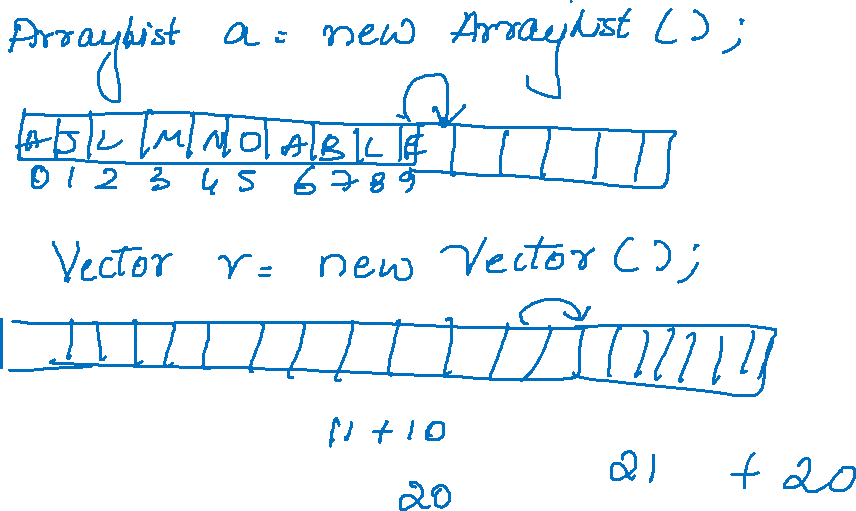 ArrayList a = new ArrayList ();
A J L M N O A B L E
0 1 2 3 4 5 6 7 8 9
Vector v = new Vector ();
11 + 10
21 + 20
20